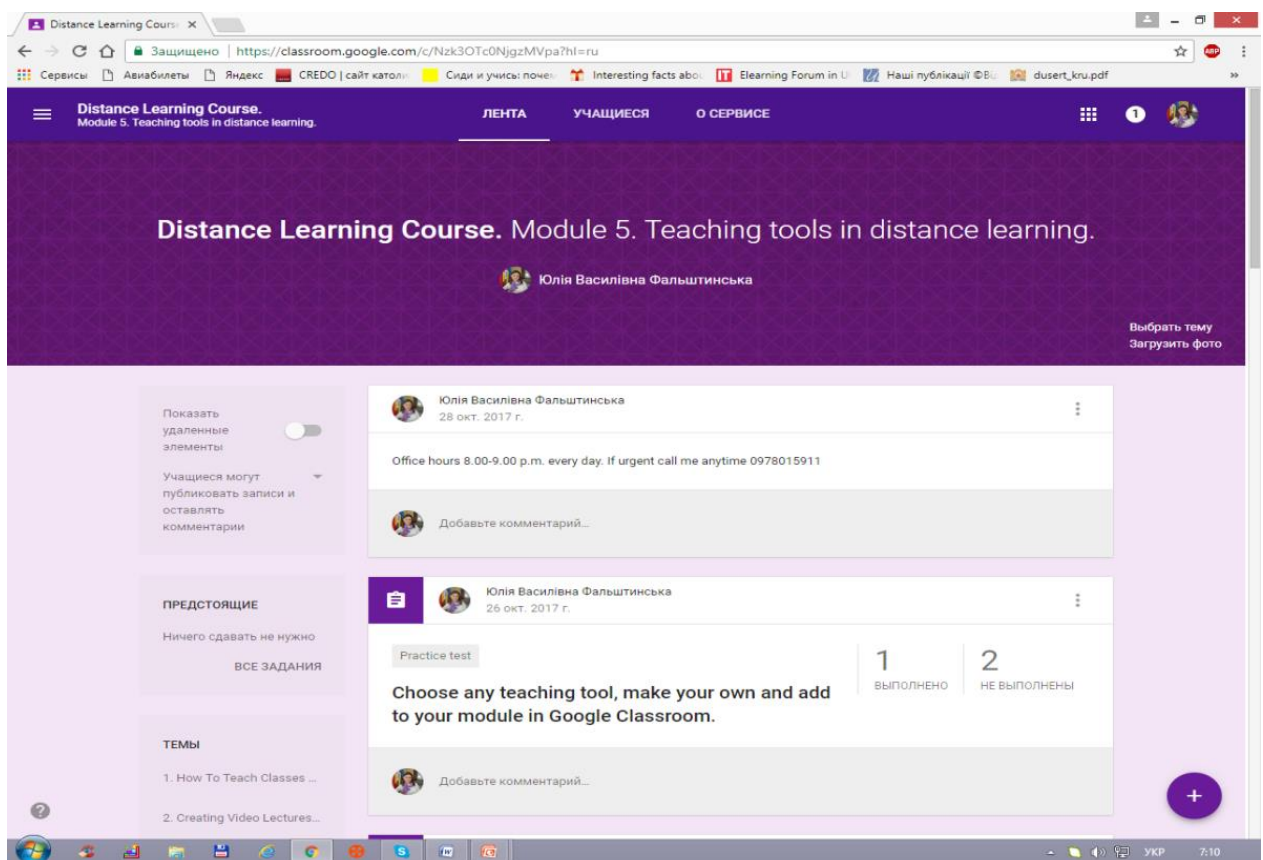 Distance Learning Cours
Защищено | https://classroom.google.com/c/Nzk3OTc0NjgzMVpa?hl=ru
ABP
Сервисы Авиабилеты Яндекс CREDO | сайт католи Сиди и учись: почем Interesting facts abou Elearning Forum in U Наші публікації ©Bu dusert_kru.pdf »
Distance Learning Course.
Module 5. Teaching tools in distance learning.
ЛЕНТА УЧАЩИЕСЯ О СЕРВИСЕ 1
Distance Learning Course. Module 5. Teaching tools in distance learning.
Юлія Василівна Фальштинська
Выбрать тему
Загрузить фото
Показать
удаленные
элементы
Учащиеся могут
публиковать записи и
оставлять
комментарии
Юлія Василівна Фальштинська
28 окт. 2017 г.
Office hours 8.00-9.00 p.m. every day. If urgent call me anytime 0978015911
Добавьте комментарий...
ПРЕДСТОЯЩИЕ
Ничего сдавать не нужно
ВСЕ ЗАДАНИЯ
Юлія Василівна Фальштинська
26 окт. 2017 г.
Practice test
Choose any teaching tool, make your own and add
to your module in Google Classroom.
1 2
ВЫПОЛНЕНО НЕ ВЫПОЛНЕНЫ
Добавьте комментарий...
ТЕМЫ
1. How To Teach Classes ...
2. Creating Video Lectures...
+
?
УКР 7:10